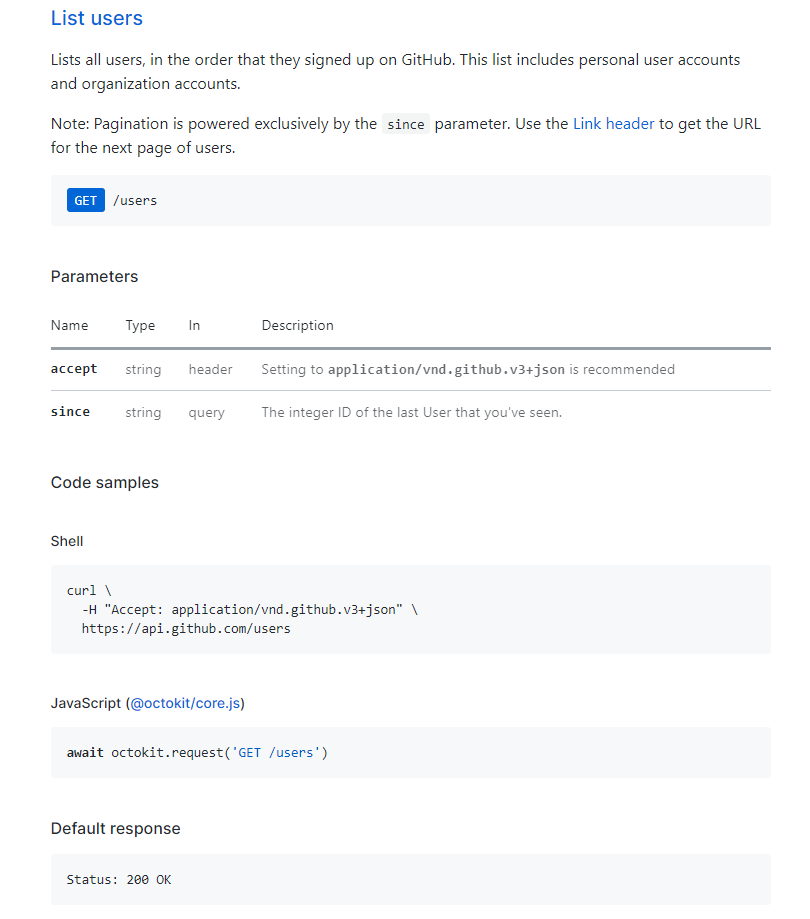 List users
Lists all users, in the order that they signed up on GitHub. This list includes personal user accounts
and organization accounts.
Note: Pagination is powered exclusively by the since parameter. Use the Link header to get the URL
for the next page of users.
GET /users
Parameters
Name Type In Description
accept string header Setting to application/vnd.github.v3+json is recommended
since string query The integer ID of the last User that you've seen.
Code samples
Shell
curl \
-H "Accept: application/vnd.github.v3+json" \
https://api.github.com/users
JavaScript (@octokit/core.js)
await octokit.request('GET /users')
Default response
Status: 200 OK